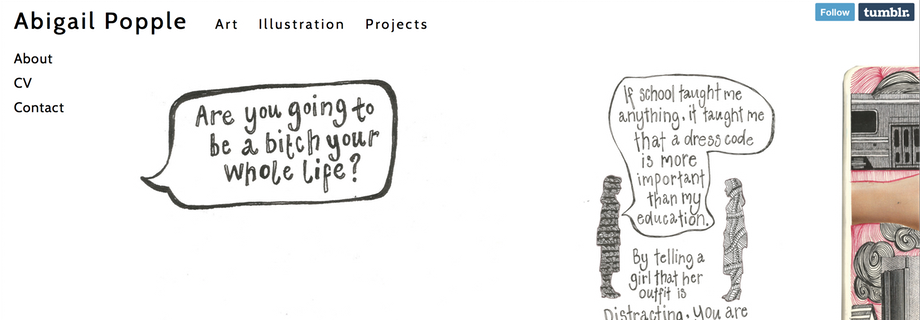 Abigail Popple
Art Illustration Projects
Follow tumblr.
About
CV
Contact
Are you going to
be a bitch your
whole life?
If school taught me
anything, it taught me
that a dress code
is more
important
than my
education.
By telling a
girl that her
outfit is
Distracting, you are